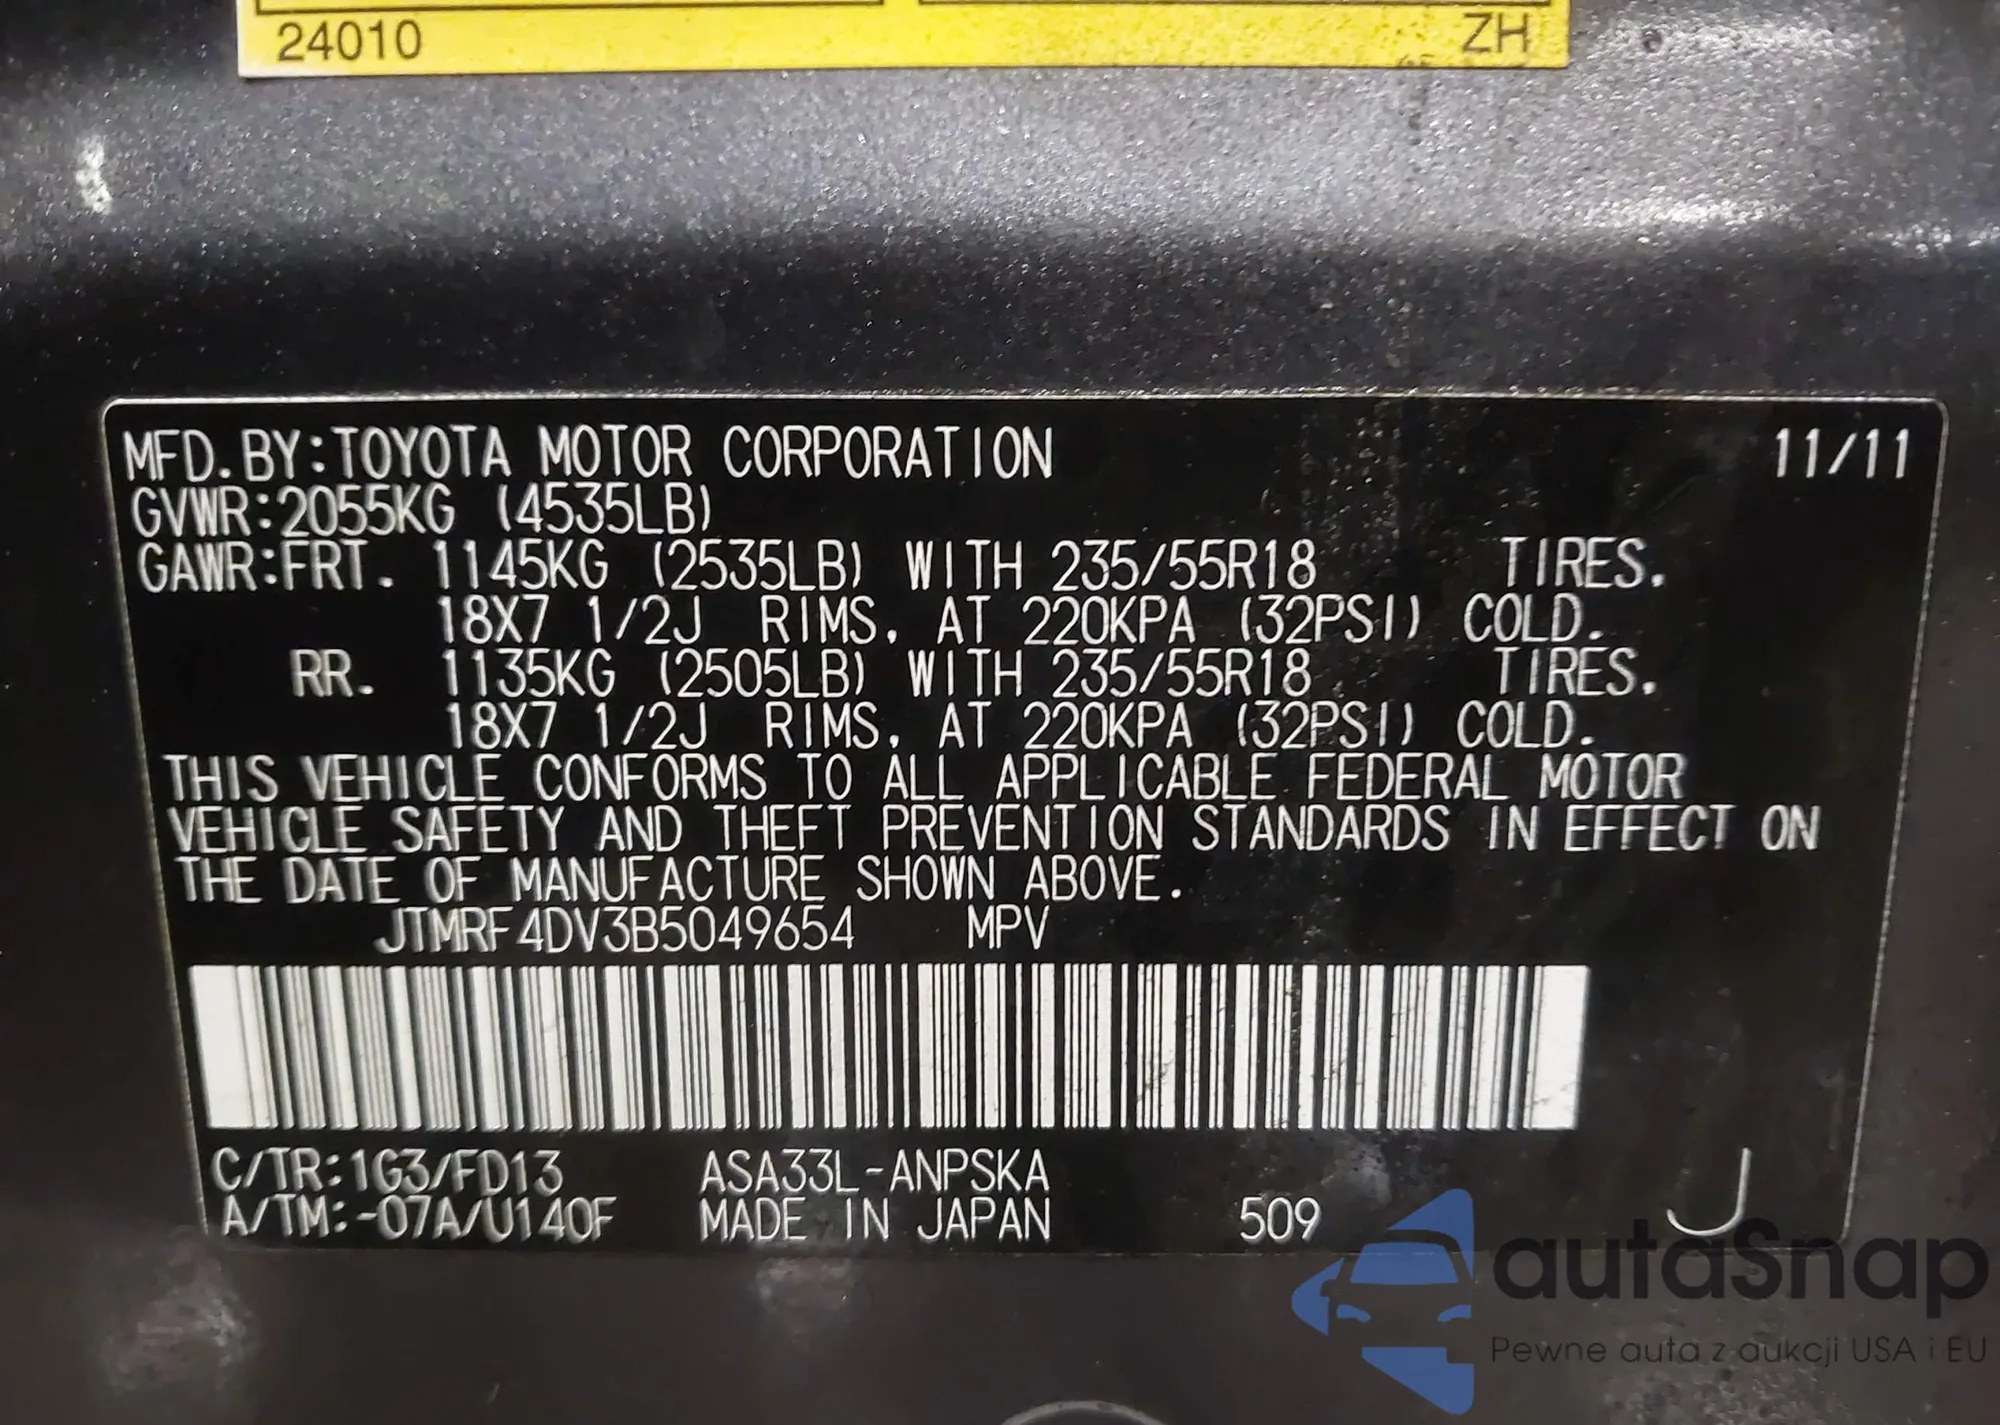 24010 ZH
MFD.BY:TOYOTA MOTOR CORPORATION 11/11
GVWR:2055KG (4535LB)
GAWR:FRT. 1145KG (2535LB) WITH 235/55R18 TIRES.
18X7 1/2J RIMS, AT 220KPA (32PSI) COLD.
RR. 1135KG (2505LB) WITH 235/55R18 TIRES.
18X7 1/2J RIMS, AT 220KPA (32PSI) COLD.
THIS VEHICLE CONFORMS TO ALL APPLICABLE FEDERAL MOTOR
VEHICLE SAFETY AND THEFT PREVENTION STANDARDS IN EFFECT ON
THE DATE OF MANUFACTURE SHOWN ABOVE.
JTMRF4DV3B5049654 MPV
C/TR:1G3/FD13 ASA33L-ANPSKA
A/TM:-07A/U140F MADE IN JAPAN 509 J
autaSnap
Pewne auta z aukcji USA i EU